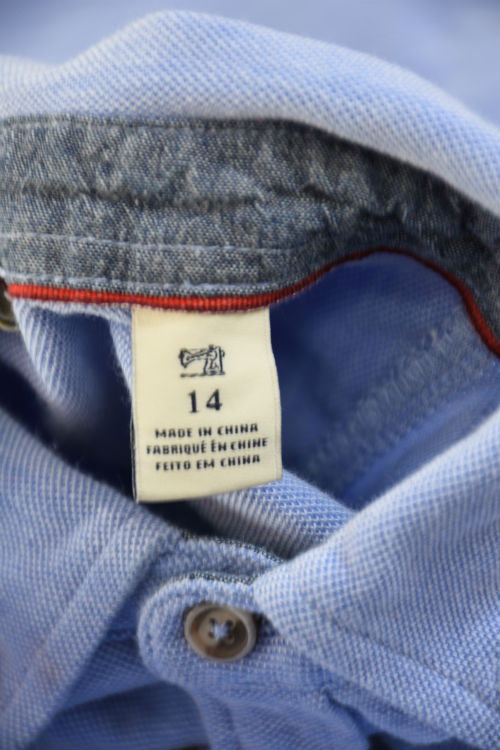 14
MADE IN CHINA
FABRIQUÉ EN CHINE
FEITO EM CHINA